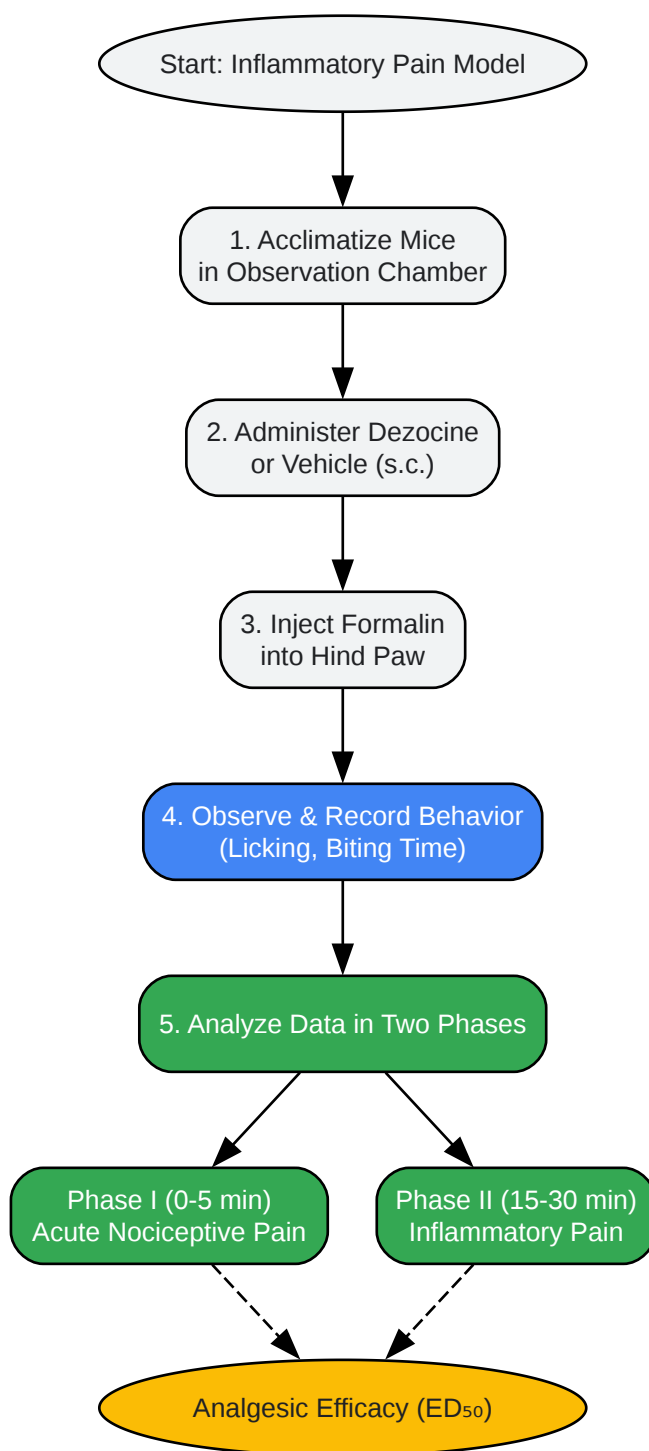 Start: Inflammatory Pain Model
1. Acclimatize Mice
in Observation Chamber
2. Administer Dezocine
or Vehicle (s.c.)
3. Inject Formalin
into Hind Paw
4. Observe & Record Behavior
(Licking, Biting Time)
5. Analyze Data in Two Phases
Phase I (0-5 min)
Acute Nociceptive Pain
Phase II (15-30 min)
Inflammatory Pain
Analgesic Efficacy (ED₅₀)